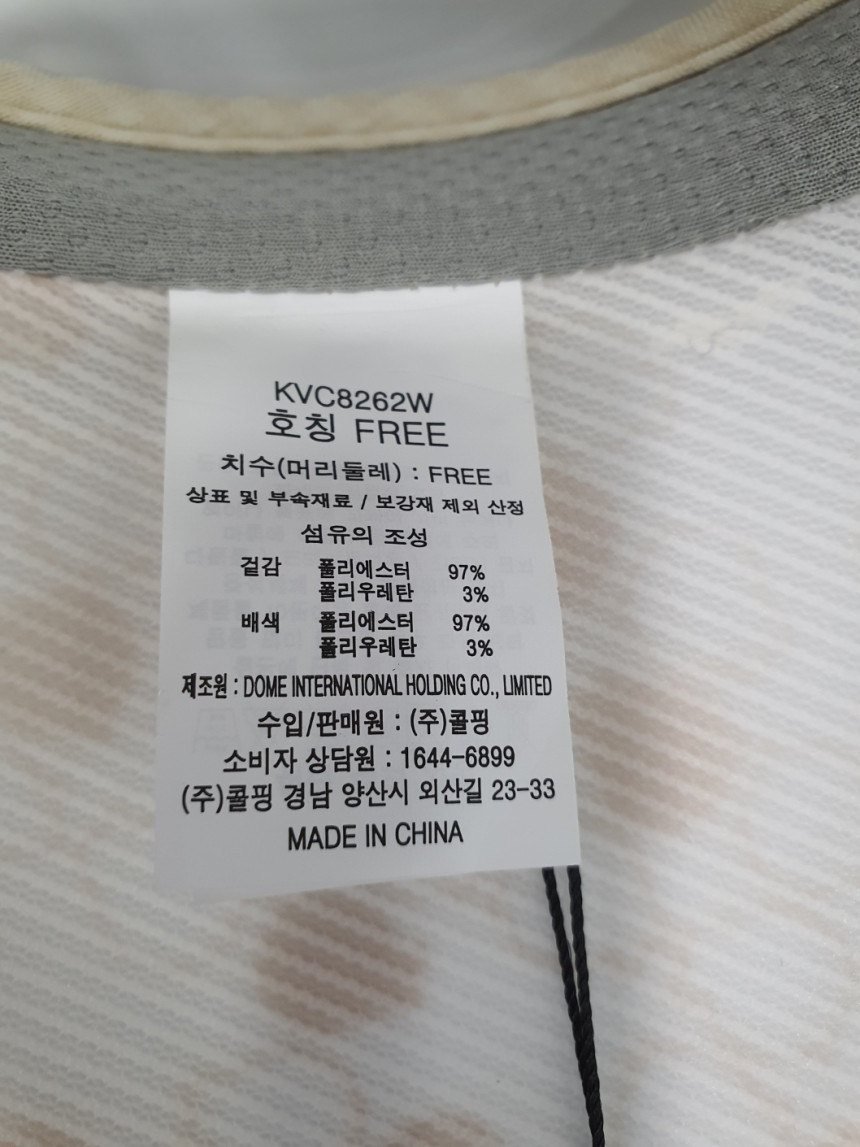 KVC8262W
호칭 FREE
치수(머리둘레) : FREE
상표 및 부속재료 / 보강재 제외 산정
섬유의 조성
겉감 폴리에스터 97%
폴리우레탄 3%
배색 폴리에스터 97%
폴리우레탄 3%
제조원 : DOME INTERNATIONAL HOLDING CO., LIMITED
수입/판매원 : (주)콜핑
소비자 상담원 : 1644-6899
(주)콜핑 경남 양산시 외산길 23-33
MADE IN CHINA